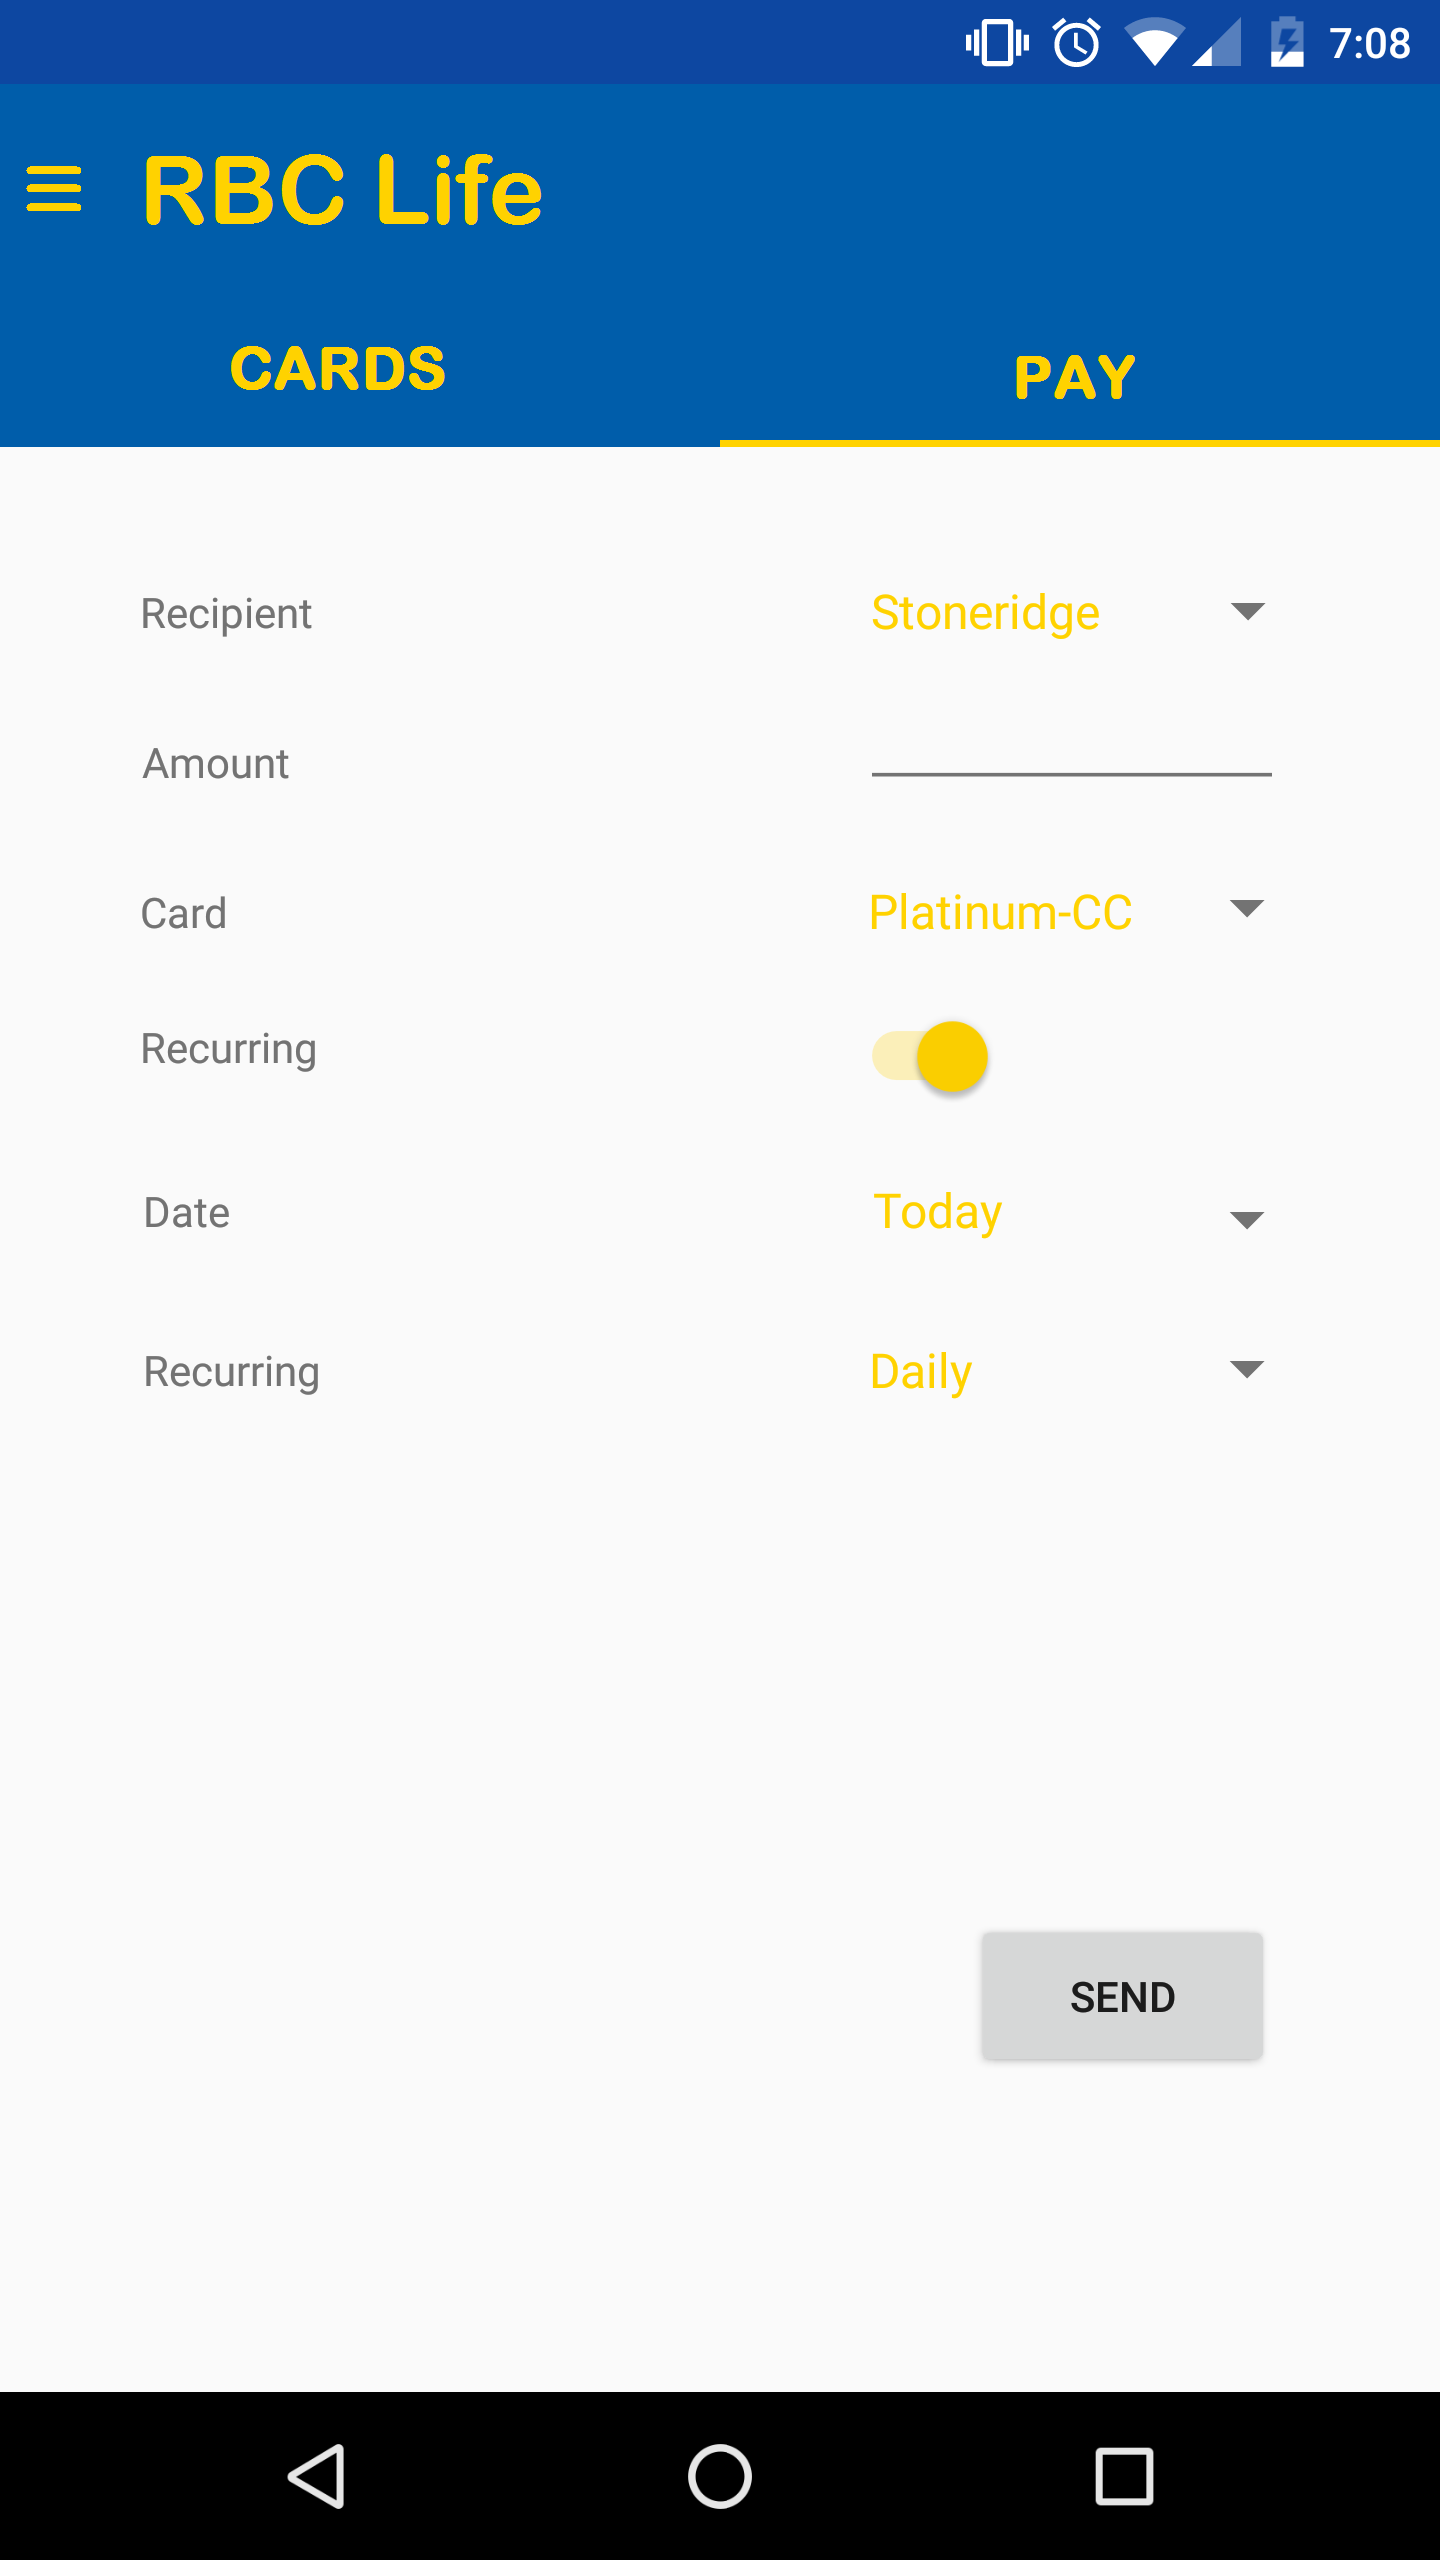 7:08
RBC Life
CARDS PAY
Recipient Stoneridge
Amount
Card Platinum-CC
Recurring
Date Today
Recurring Daily
SEND